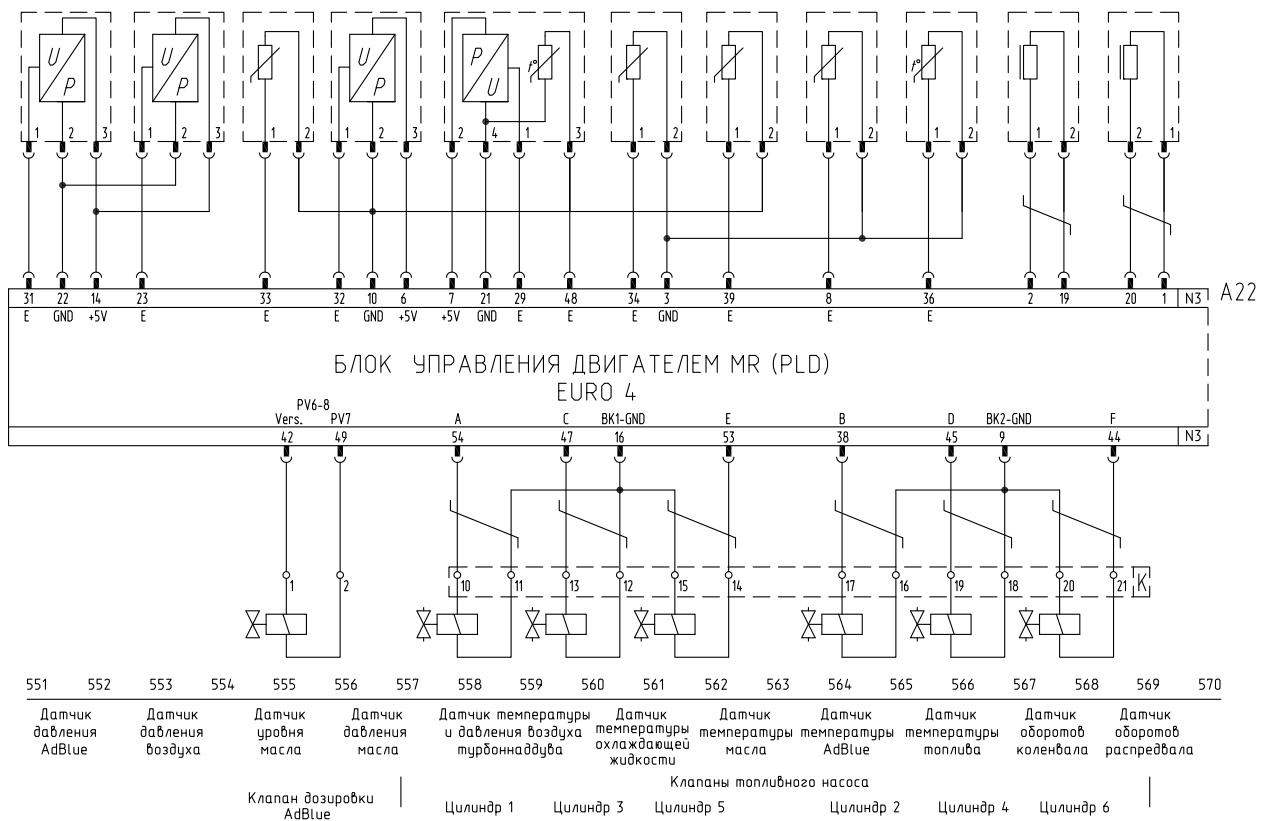 U P U P U P P U t° t°
1 2 3 1 2 3 1 2 1 2 3 2 4 1 3 1 2 1 2 1 2 1 2 1 2 2 1
31 22 14 23 33 32 10 6 7 21 29 48 34 3 39 8 36 2 19 20 1 N3 A22
E GND +5V E E E GND +5V +5V GND E E E GND E E E
БЛОК УПРАВЛЕНИЯ ДВИГАТЕЛЕМ MR (PLD)
EURO 4
PV6-8
Vers. PV7 A C BK1-GND E B D BK2-GND F
42 49 54 47 16 53 38 45 9 44 N3
1 2 10 11 13 12 15 14 17 16 19 18 20 21 K
551 552 553 554 555 556 557 558 559 560 561 562 563 564 565 566 567 568 569 570
Датчик
давления
AdBlue
Датчик
давления
воздуха
Датчик
уровня
масла
Датчик
давления
масла
Датчик температуры
и давления воздуха
турбоннаддува
Датчик
температуры
охлаждающей
жидкости
Датчик
температуры
масла
Датчик
температуры
AdBlue
Датчик
температуры
топлива
Датчик
оборотов
коленвала
Датчик
оборотов
распредвала
Клапан дозировки
AdBlue
Клапаны топливного насоса
Цилиндр 1 Цилиндр 3 Цилиндр 5 Цилиндр 2 Цилиндр 4 Цилиндр 6